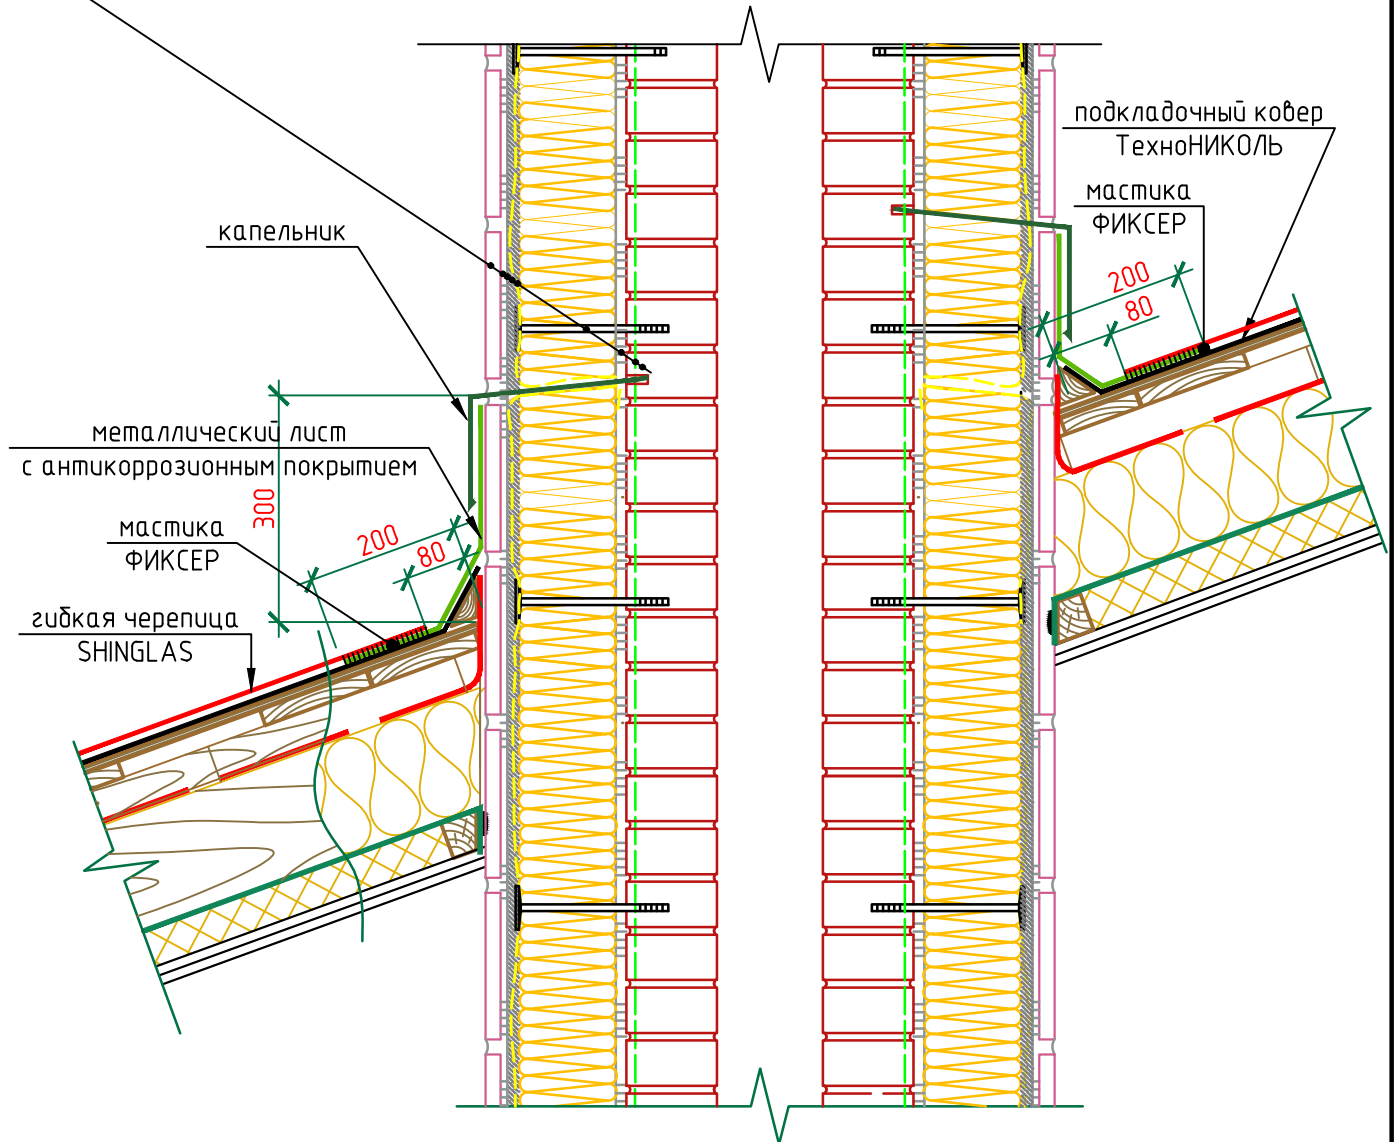 подкладочный ковер
ТехноНИКОЛЬ
мастика
ФИКСЕР
200
80
капельник
металлический лист
с антикоррозионным покрытием
300
мастика
ФИКСЕР
200
80
гибкая черепица
SHINGLAS